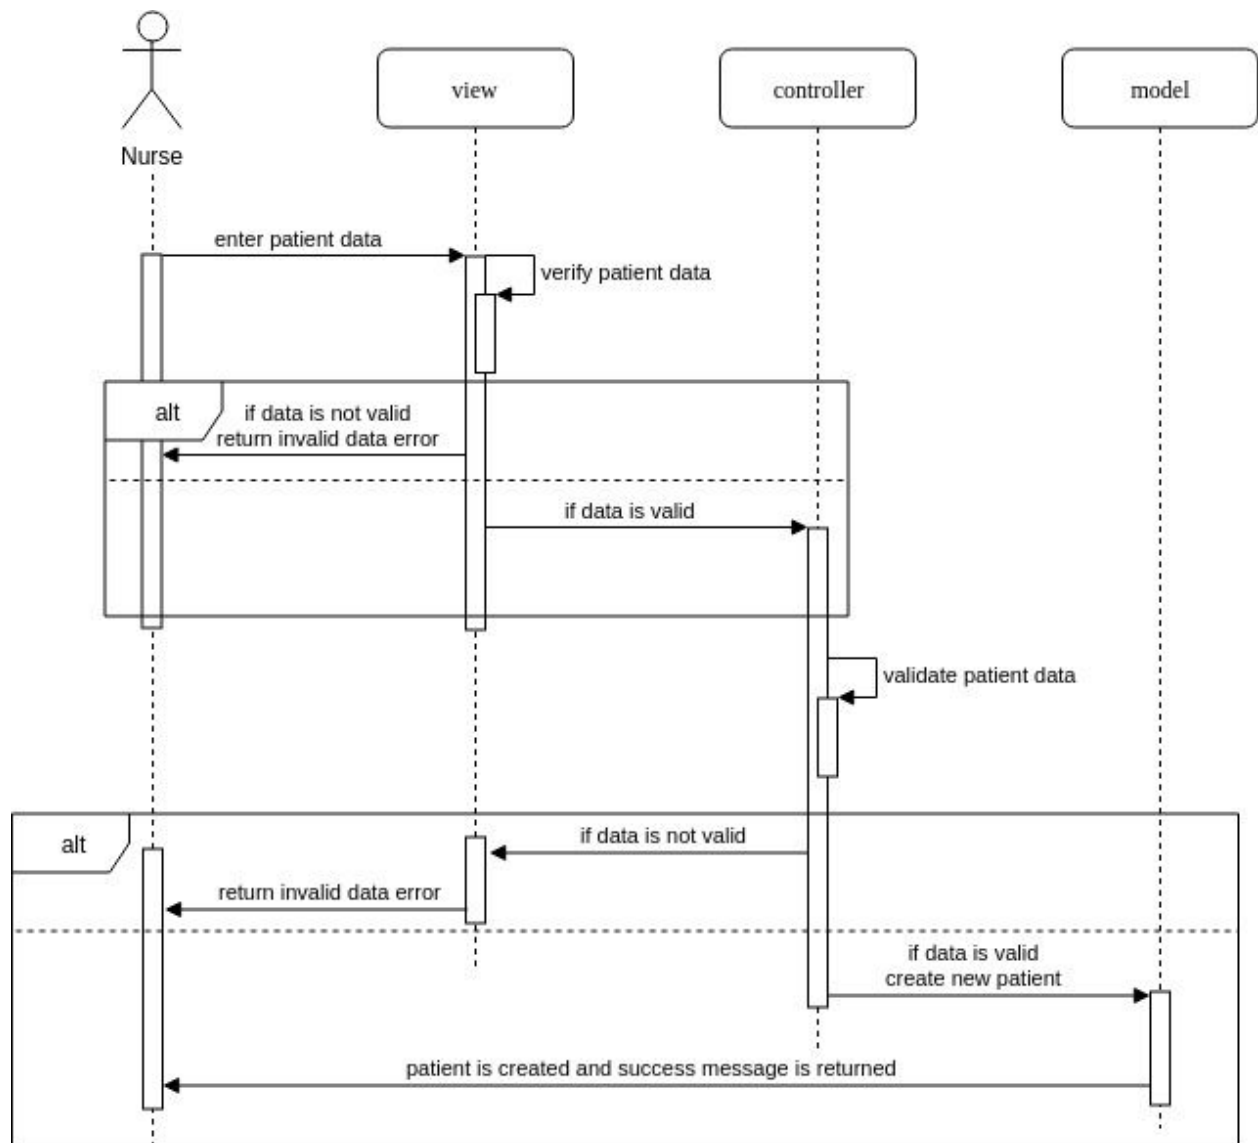 view
controller
model
Nurse
enter patient data
verify patient data
alt
if data is not valid
return invalid data error
if data is valid
validate patient data
alt
if data is not valid
return invalid data error
if data is valid
create new patient
patient is created and success message is returned